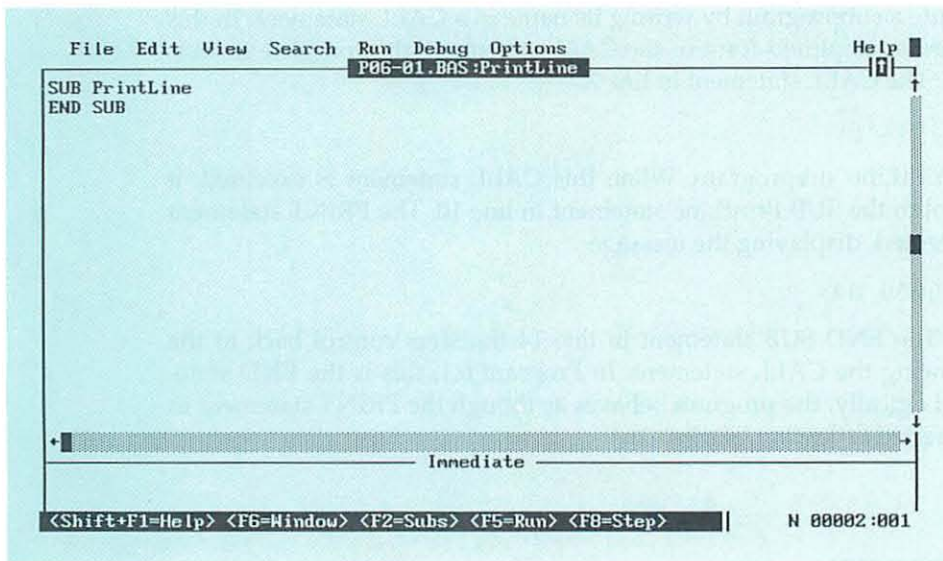 File Edit View Search Run Debug Options Help
P06-01.BAS:PrintLine
SUB PrintLine
END SUB
Immediate
<Shift+F1=Help> <F6=Window> <F2=Subs> <F5=Run> <F8=Step> N 00002:001